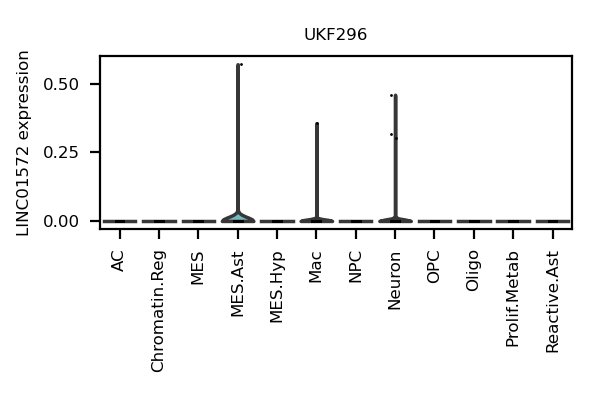 UKF296
LINC01572 expression
0.50
0.25
0.00
AC
Chromatin.Reg
MES
MES.Ast
MES.Hyp
Mac
NPC
Neuron
OPC
Oligo
Prolif.Metab
Reactive.Ast